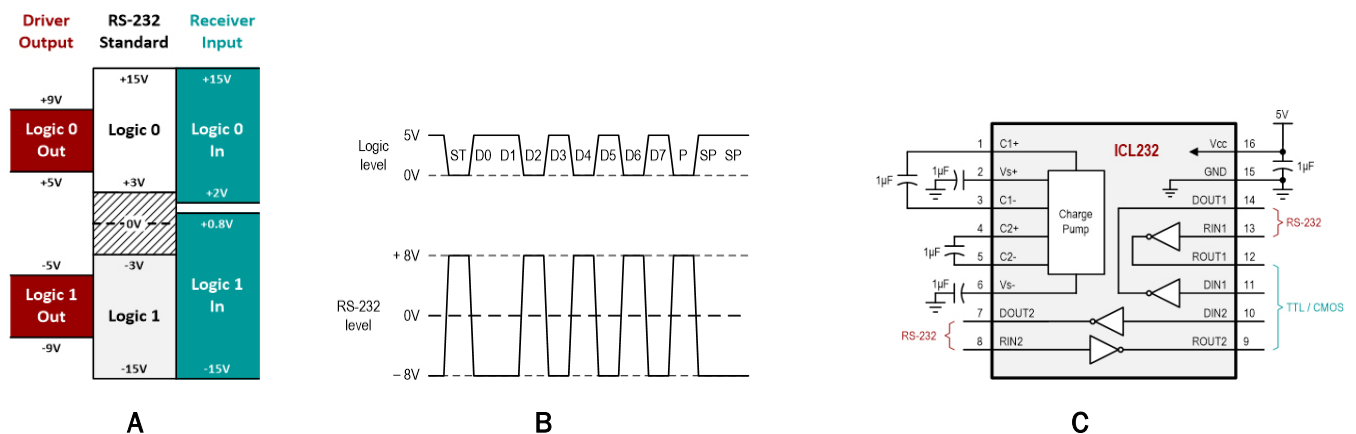 Driver
Output
RS-232
Standard
Receiver
Input
+15V
+15V
+9V
Logic 0
Out
Logic 0
Logic 0
In
+5V
+3V
+2V
0V
+0.8V
-5V
-3V
Logic 1
Out
Logic 1
Logic 1
In
-9V
-15V
-15V
A
Logic
level
5V
0V
ST D0 D1 D2 D3 D4 D5 D6 D7 P SP SP
RS-232
level
+ 8V
0V
– 8V
B
ICL232
5V
1 C1+
Vcc 16
1µF
1µF
2 Vs+
GND 15
1µF
3 C1-
DOUT1 14
Charge
Pump
RS-232
4 C2+
RIN1 13
1µF
5 C2-
ROUT1 12
1µF
6 Vs-
DIN1 11
TTL / CMOS
7 DOUT2
DIN2 10
RS-232
8 RIN2
ROUT2 9
C